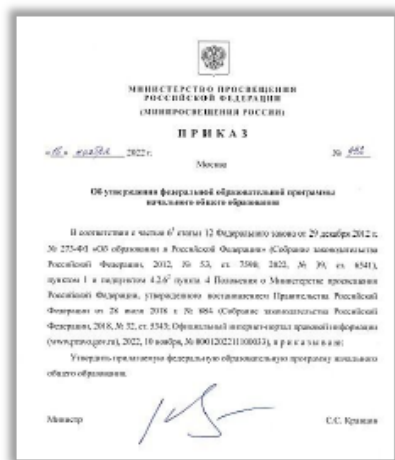 МИНИСТЕРСТВО ПРОСВЕЩЕНИЯ
РОССИЙСКОЙ ФЕДЕРАЦИИ
(МИНПРОСВЕЩЕНИЯ РОССИИ)
ПРИКАЗ
«16» ноября 2022 г. № 992
Москва
Об утверждении федеральной образовательной программы
начального общего образования
В соответствии с частью 6¹ статьи 12 Федерального закона от 29 декабря 2012 г.
№ 273-ФЗ «Об образовании в Российской Федерации» (Собрание законодательства
Российской Федерации, 2012, № 53, ст. 7598; 2022, № 39, ст. 6541),
пунктом 1 и подпунктом 4.2.6² пункта 4 Положения о Министерстве просвещения
Российской Федерации, утвержденного постановлением Правительства Российской
Федерации от 28 июля 2018 г. № 884 (Собрание законодательства Российской
Федерации, 2018, № 32, ст. 5343; Официальный интернет-портал правовой информации
(www.pravo.gov.ru), 2022, 10 ноября, № 0001202211100033), приказываю:
Утвердить прилагаемую федеральную образовательную программу начального
общего образования.
Министр С.С. Кравцов